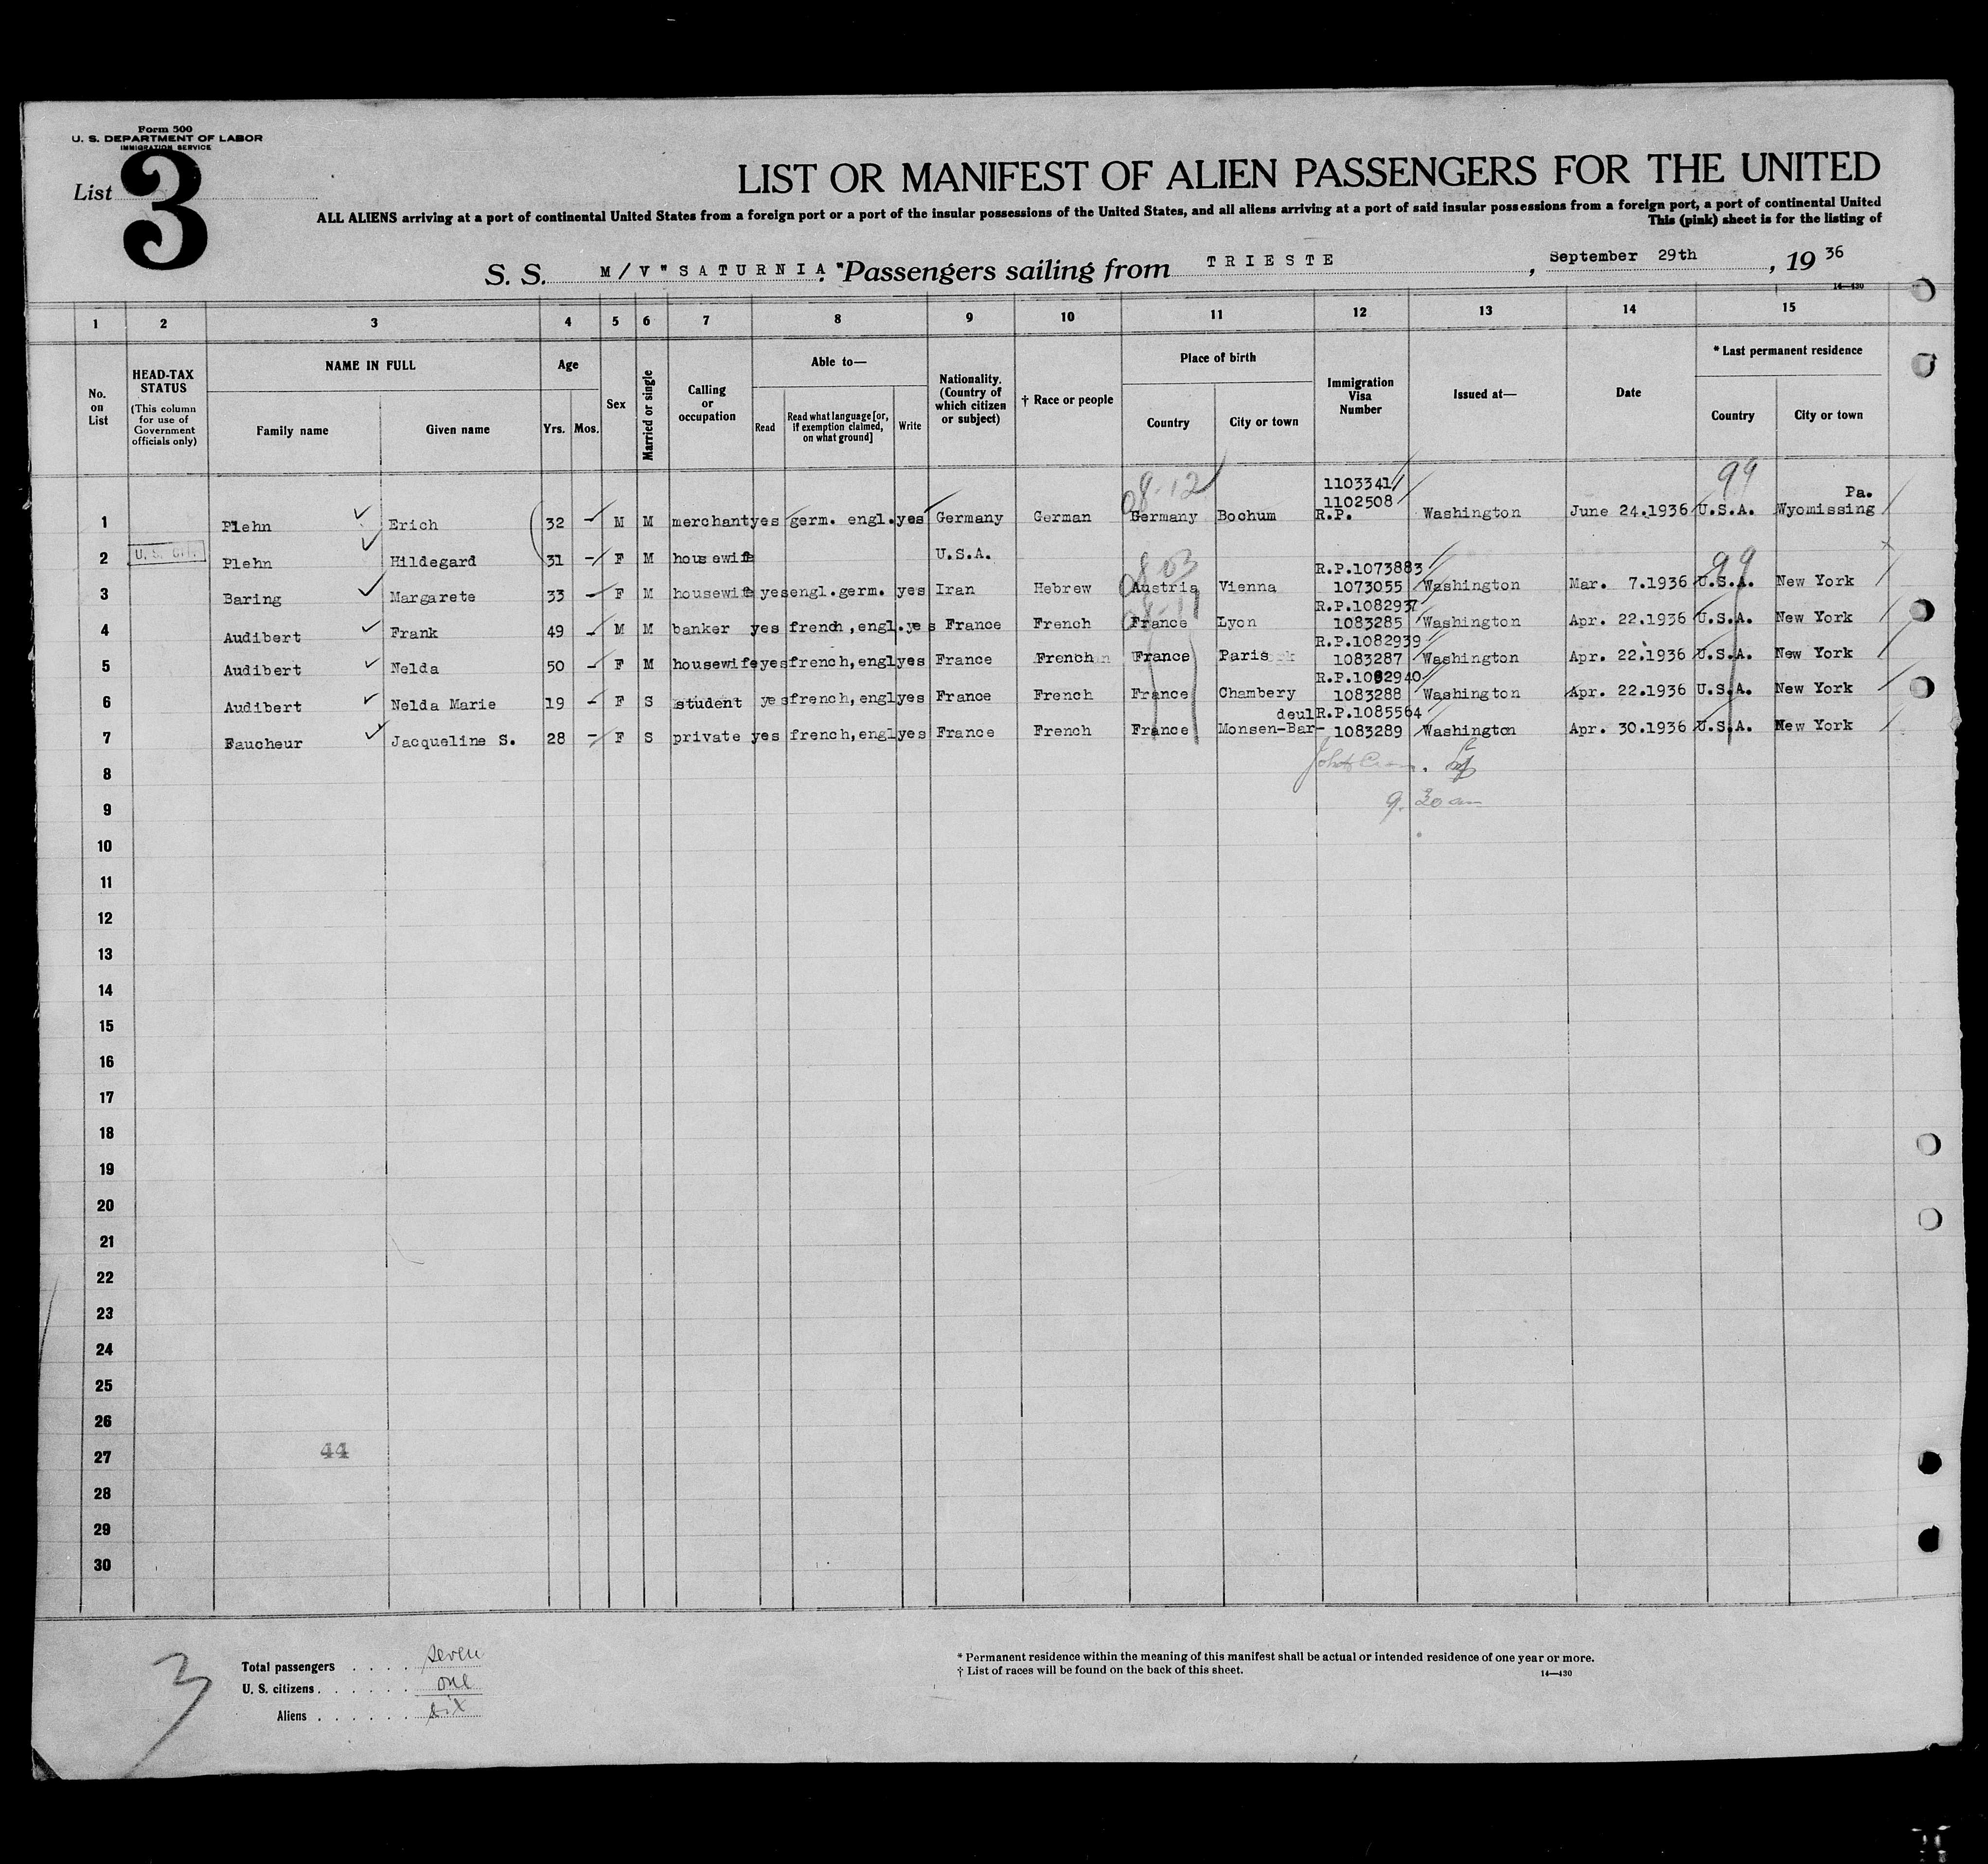 Form 500
U. S. DEPARTMENT OF LABOR
IMMIGRATION SERVICE
List 3
LIST OR MANIFEST OF ALIEN PASSENGERS FOR THE UNITED
ALL ALIENS arriving at a port of continental United States from a foreign port or a port of the insular possessions of the United States, and all aliens arriving at a port of said insular possessions from a foreign port, a port of continental United
This (pink) sheet is for the listing of
S. S. M/V "SATURNIA," Passengers sailing from TRIESTE, September 29th, 19 36
14—430
1 2 3 4 5 6 7 8 9 10 11 12 13 14 15
No. on List
HEAD-TAX STATUS
(This column for use of Government officials only)
NAME IN FULL
Family name Given name
Age
Yrs. Mos.
Sex
Married or single
Calling or occupation
Able to—
Read
Read what language [or, if exemption claimed, on what ground]
Write
Nationality. (Country of which citizen or subject)
† Race or people
Place of birth
Country City or town
Immigration Visa Number
Issued at—
Date
* Last permanent residence
Country City or town
8-12 99
1103341 Pa.
1 Plehn Erich 32 - M M merchant yes germ. engl. yes Germany German Germany Bochum 1102508 R.P. Washington June 24.1936 U.S.A. Wyomissing
2 U. S. CIT. Plehn Hildegard 31 - F M housewife U.S.A.
8-03 99
R.P.1073883
3 Baring Margarete 33 - F M housewife yes engl.germ. yes Iran Hebrew Austria Vienna 1073055 Washington Mar. 7.1936 U.S.A. New York
R.P.1082937
4 Audibert Frank 49 - M M banker yes french,engl. yes France French France Lyon 1083285 Washington Apr. 22.1936 U.S.A. New York
R.P.1082939
5 Audibert Nelda 50 - F M housewife yes french,engl yes France French France Paris 1083287 Washington Apr. 22.1936 U.S.A. New York
R.P.1082940
6 Audibert Nelda Marie 19 - F S student yes french,engl yes France French France Chambery 1083288 Washington Apr. 22.1936 U.S.A. New York
deul R.P.1085564
7 Faucheur Jacqueline S. 28 - F S private yes french,engl yes France French France Monsen-Bar- 1083289 Washington Apr. 30.1936 U.S.A. New York
8
9 9.30 am
10
11
12
13
14
15
16
17
18
19
20
21
22
23
24
25
26
27 44
28
29
30
3
Total passengers . . . . seven
U. S. citizens . . . . . . one
Aliens . . . . . . six
* Permanent residence within the meaning of this manifest shall be actual or intended residence of one year or more.
† List of races will be found on the back of this sheet. 14—430